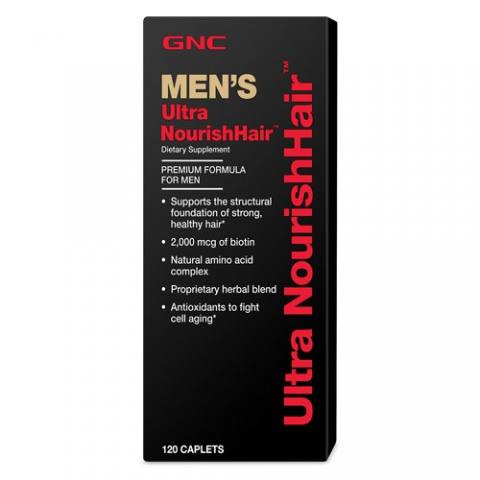 GNC
MEN'S
Ultra
NourishHair™
Dietary Supplement
PREMIUM FORMULA
FOR MEN
• Supports the structural
foundation of strong,
healthy hair*
• 2,000 mcg of biotin
• Natural amino acid
complex
• Proprietary herbal blend
• Antioxidants to fight
cell aging*
120 CAPLETS
Ultra NourishHair™